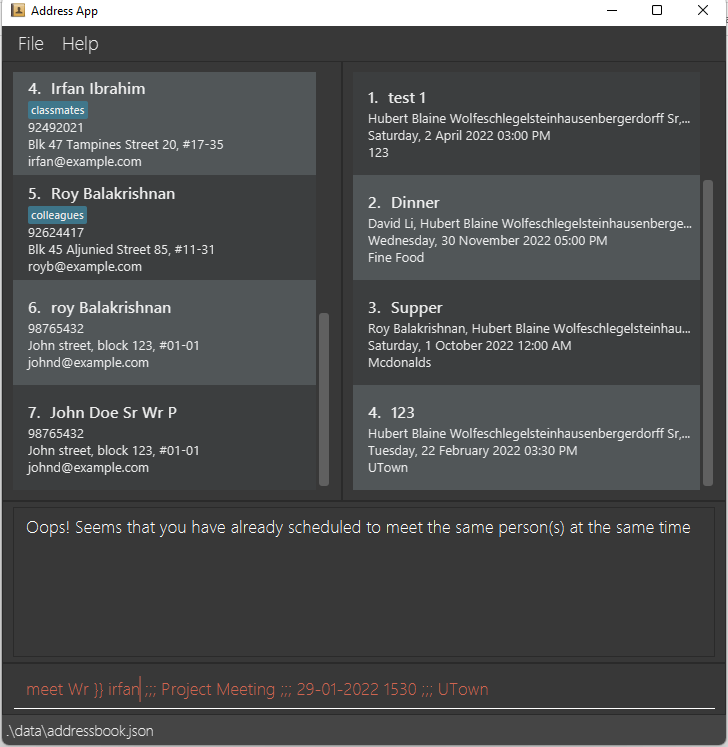 Address App
File Help
4. Irfan Ibrahim
classmates
92492021
Blk 47 Tampines Street 20, #17-35
irfan@example.com
5. Roy Balakrishnan
colleagues
92624417
Blk 45 Aljunied Street 85, #11-31
royb@example.com
6. roy Balakrishnan
98765432
John street, block 123, #01-01
johnd@example.com
7. John Doe Sr Wr P
98765432
John street, block 123, #01-01
johnd@example.com
1. test 1
Hubert Blaine Wolfeschlegelsteinhausenbergerdorff Sr,...
Saturday, 2 April 2022 03:00 PM
123
2. Dinner
David Li, Hubert Blaine Wolfeschlegelsteinhausenberge...
Wednesday, 30 November 2022 05:00 PM
Fine Food
3. Supper
Roy Balakrishnan, Hubert Blaine Wolfeschlegelsteinhau...
Saturday, 1 October 2022 12:00 AM
Mcdonalds
4. 123
Hubert Blaine Wolfeschlegelsteinhausenbergerdorff Sr,...
Tuesday, 22 February 2022 03:30 PM
UTown
Oops! Seems that you have already scheduled to meet the same person(s) at the same time
meet Wr }} irfan ;;; Project Meeting ;;; 29-01-2022 1530 ;;; UTown
.\data\addressbook.json